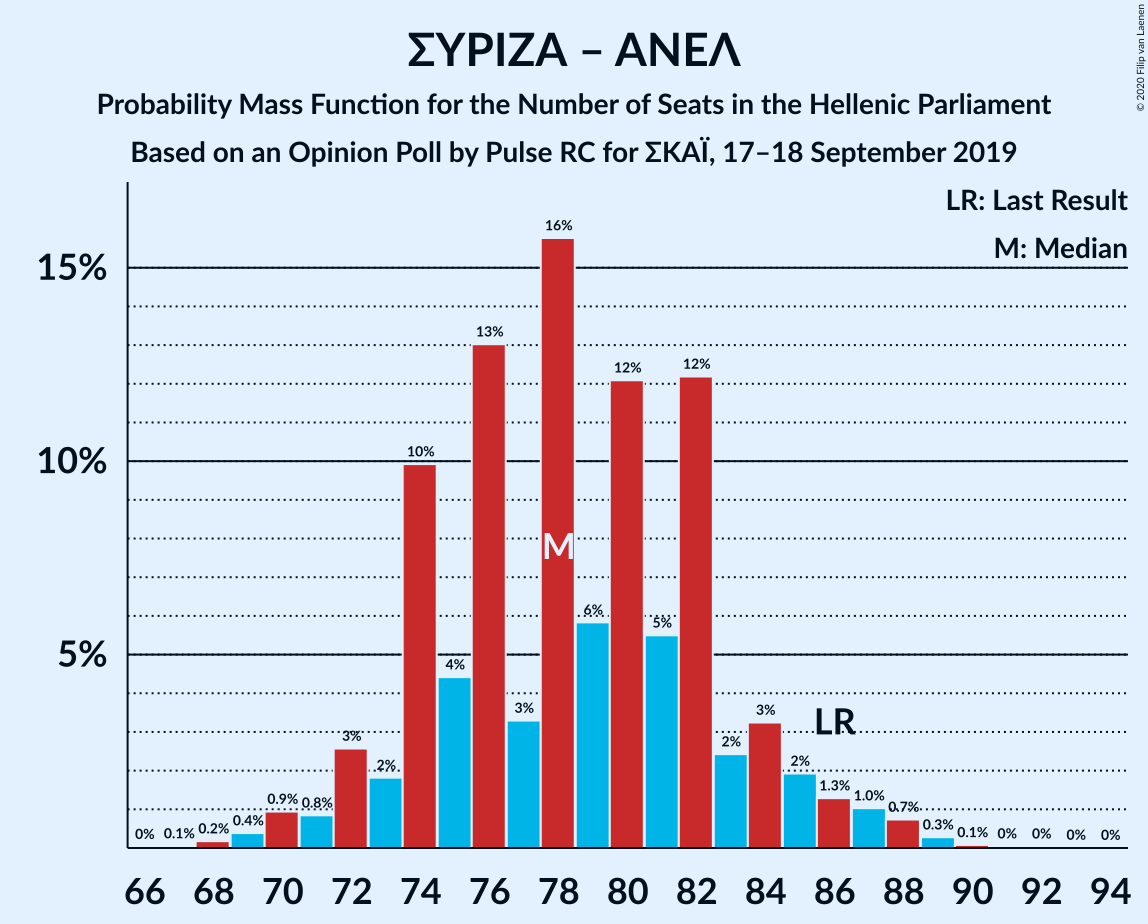 ΣΥΡΙΖΑ – ΑΝΕΛ
Probability Mass Function for the Number of Seats in the Hellenic Parliament
Based on an Opinion Poll by Pulse RC for ΣΚΑΪ, 17–18 September 2019
© 2020 Filip van Laenen
LR: Last Result
M: Median
15%
10%
5%
0% 0.1% 0.2% 0.4% 0.9% 0.8% 3% 2% 10% 4% 13% 3% 16% 6% 12% 5% 12% 2% 3% 2% 1.3% 1.0% 0.7% 0.3% 0.1% 0% 0% 0% 0%
M
LR
66 68 70 72 74 76 78 80 82 84 86 88 90 92 94